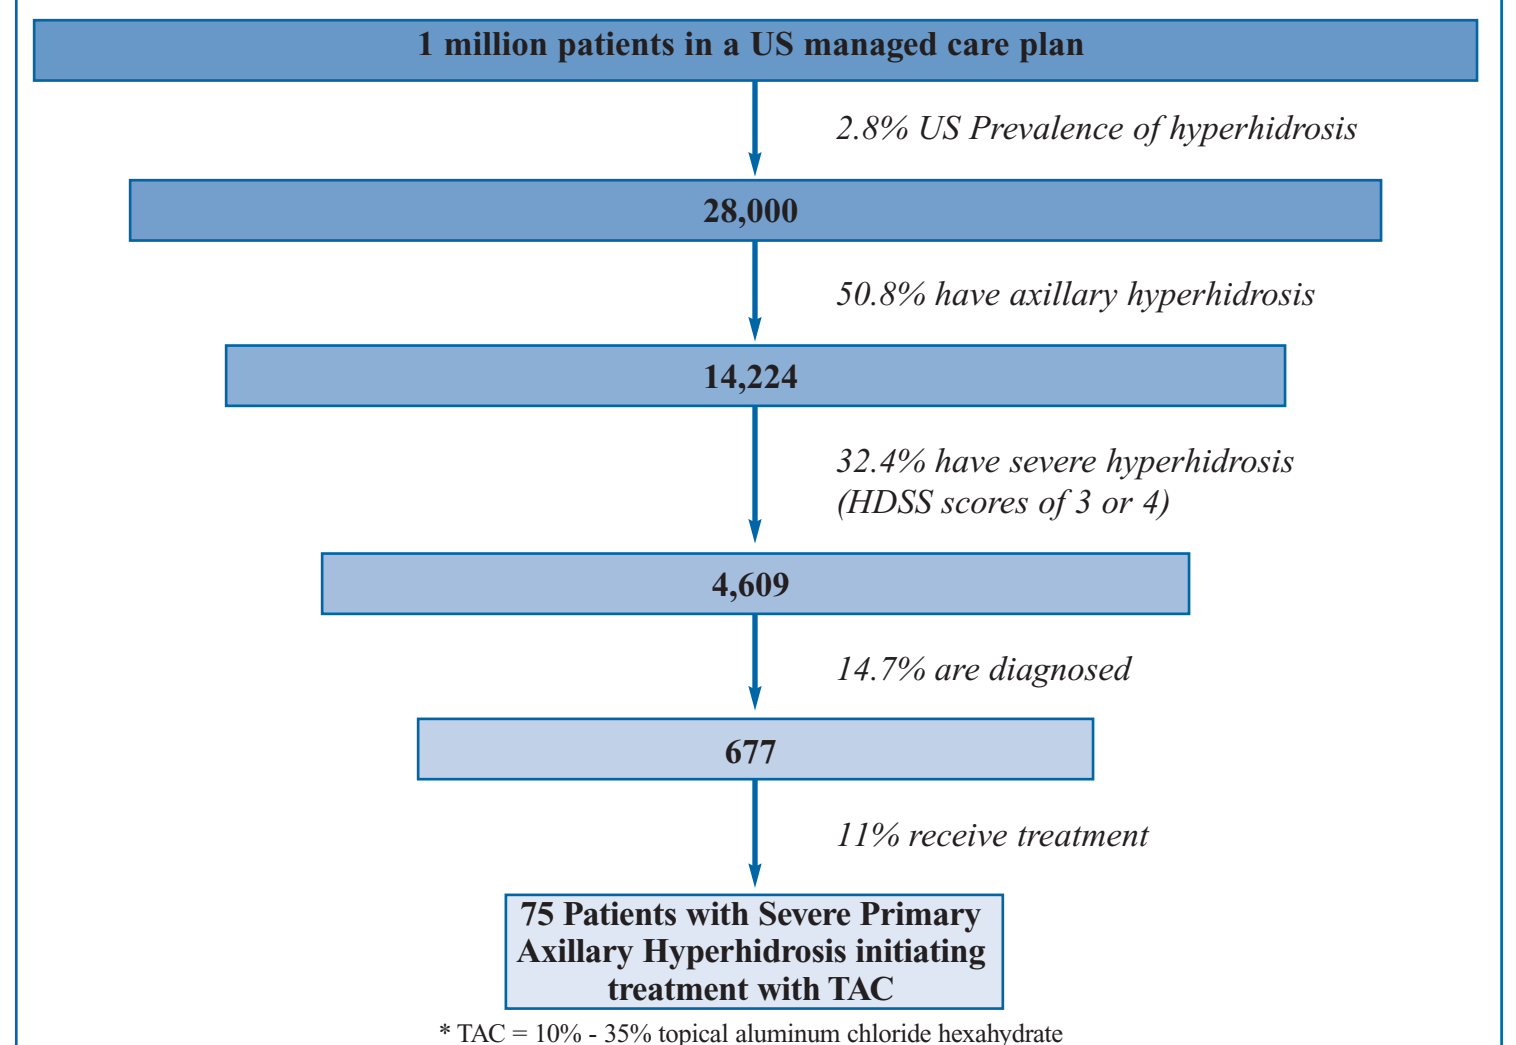 1 million patients in a US managed care plan
2.8% US Prevalence of hyperhidrosis
28,000
50.8% have axillary hyperhidrosis
14,224
32.4% have severe hyperhidrosis
(HDSS scores of 3 or 4)
4,609
14.7% are diagnosed
677
11% receive treatment
75 Patients with Severe Primary
Axillary Hyperhidrosis initiating
treatment with TAC
* TAC = 10% - 35% topical aluminum chloride hexahydrate